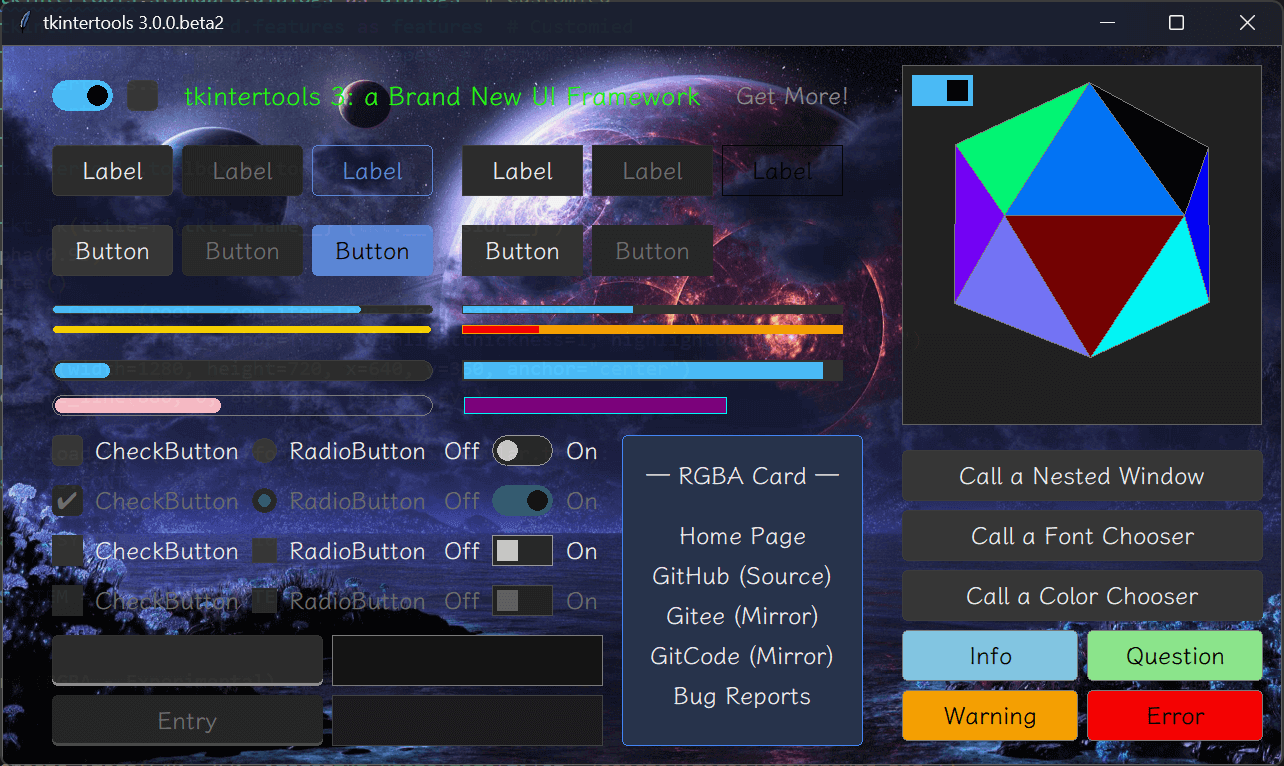 tkintertools 3.0.0.beta2
tkintertools 3: a Brand New UI Framework Get More!
Label Label Label Label Label Label
Button Button Button Button Button
CheckButton RadioButton Off On
CheckButton RadioButton Off On
CheckButton RadioButton Off On
CheckButton RadioButton Off On
Entry
— RGBA Card —
Home Page
GitHub (Source)
Gitee (Mirror)
GitCode (Mirror)
Bug Reports
Call a Nested Window
Call a Font Chooser
Call a Color Chooser
Info Question
Warning Error